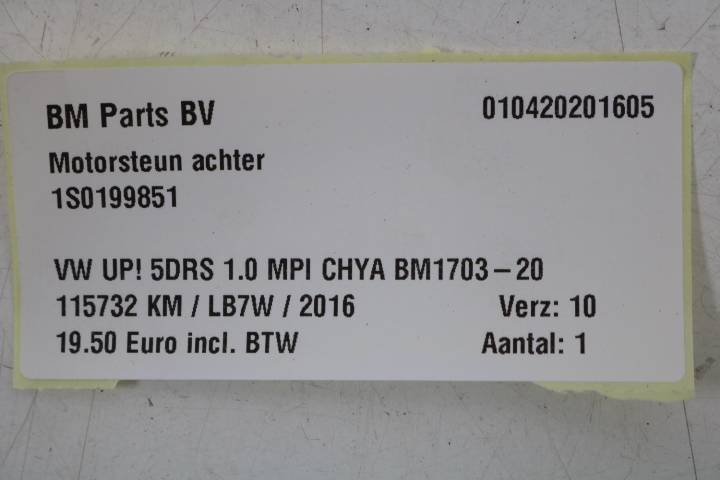 BM Parts BV 010420201605
Motorsteun achter
1S0199851
VW UP! 5DRS 1.0 MPI CHYA BM1703-20
115732 KM / LB7W / 2016 Verz: 10
19.50 Euro incl. BTW Aantal: 1